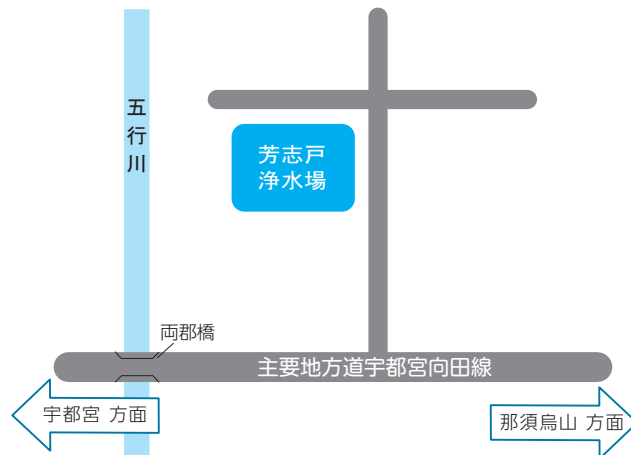 五行川
芳志戸
浄水場
両郡橋
主要地方道宇都宮向田線
宇都宮 方面
那須烏山 方面